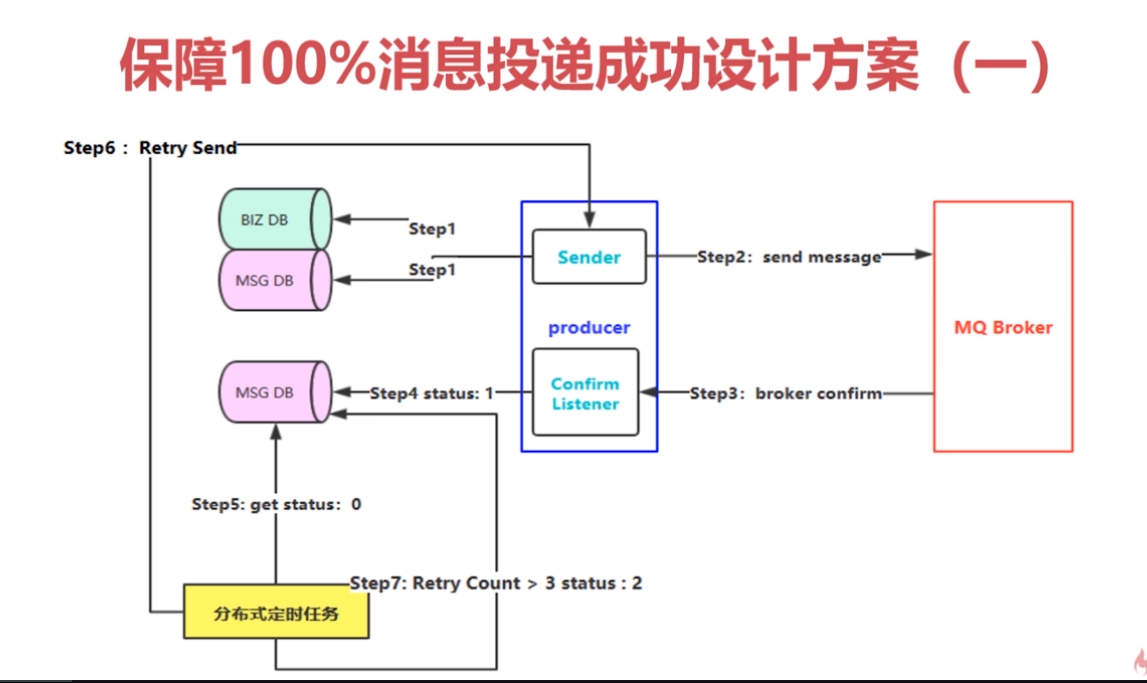 保障100%消息投递成功设计方案（一）
Step6： Retry Send
BIZ DB
Step1
MSG DB
Step1
Sender
Step2：send message
producer
MQ Broker
MSG DB
Step4 status: 1
Confirm
Listener
Step3：broker confirm
Step5: get status：0
Step7: Retry Count > 3 status : 2
分布式定时任务